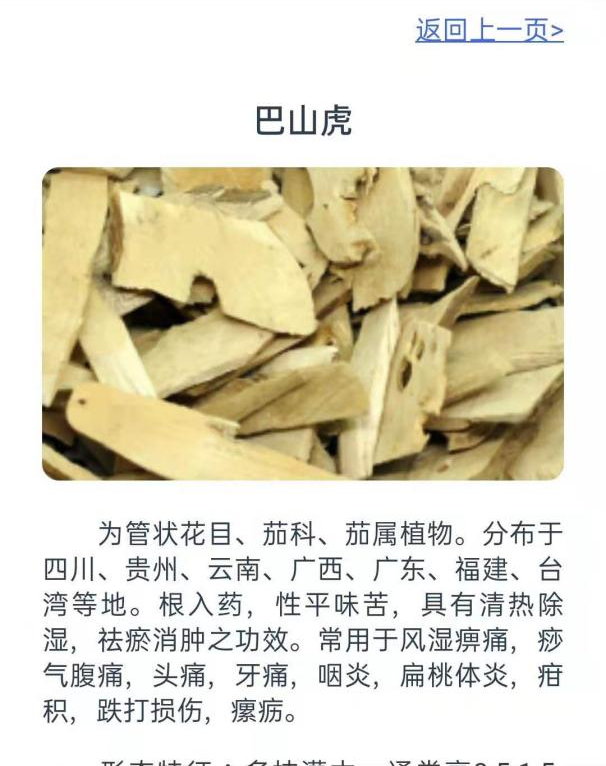 返回上一页>
巴山虎
为管状花目、茄科、茄属植物。分布于
四川、贵州、云南、广西、广东、福建、台
湾等地。根入药，性平味苦，具有清热除
湿，祛瘀消肿之功效。常用于风湿痹痛，痧
气腹痛，头痛，牙痛，咽炎，扁桃体炎，疳
积，跌打损伤，瘰疬。